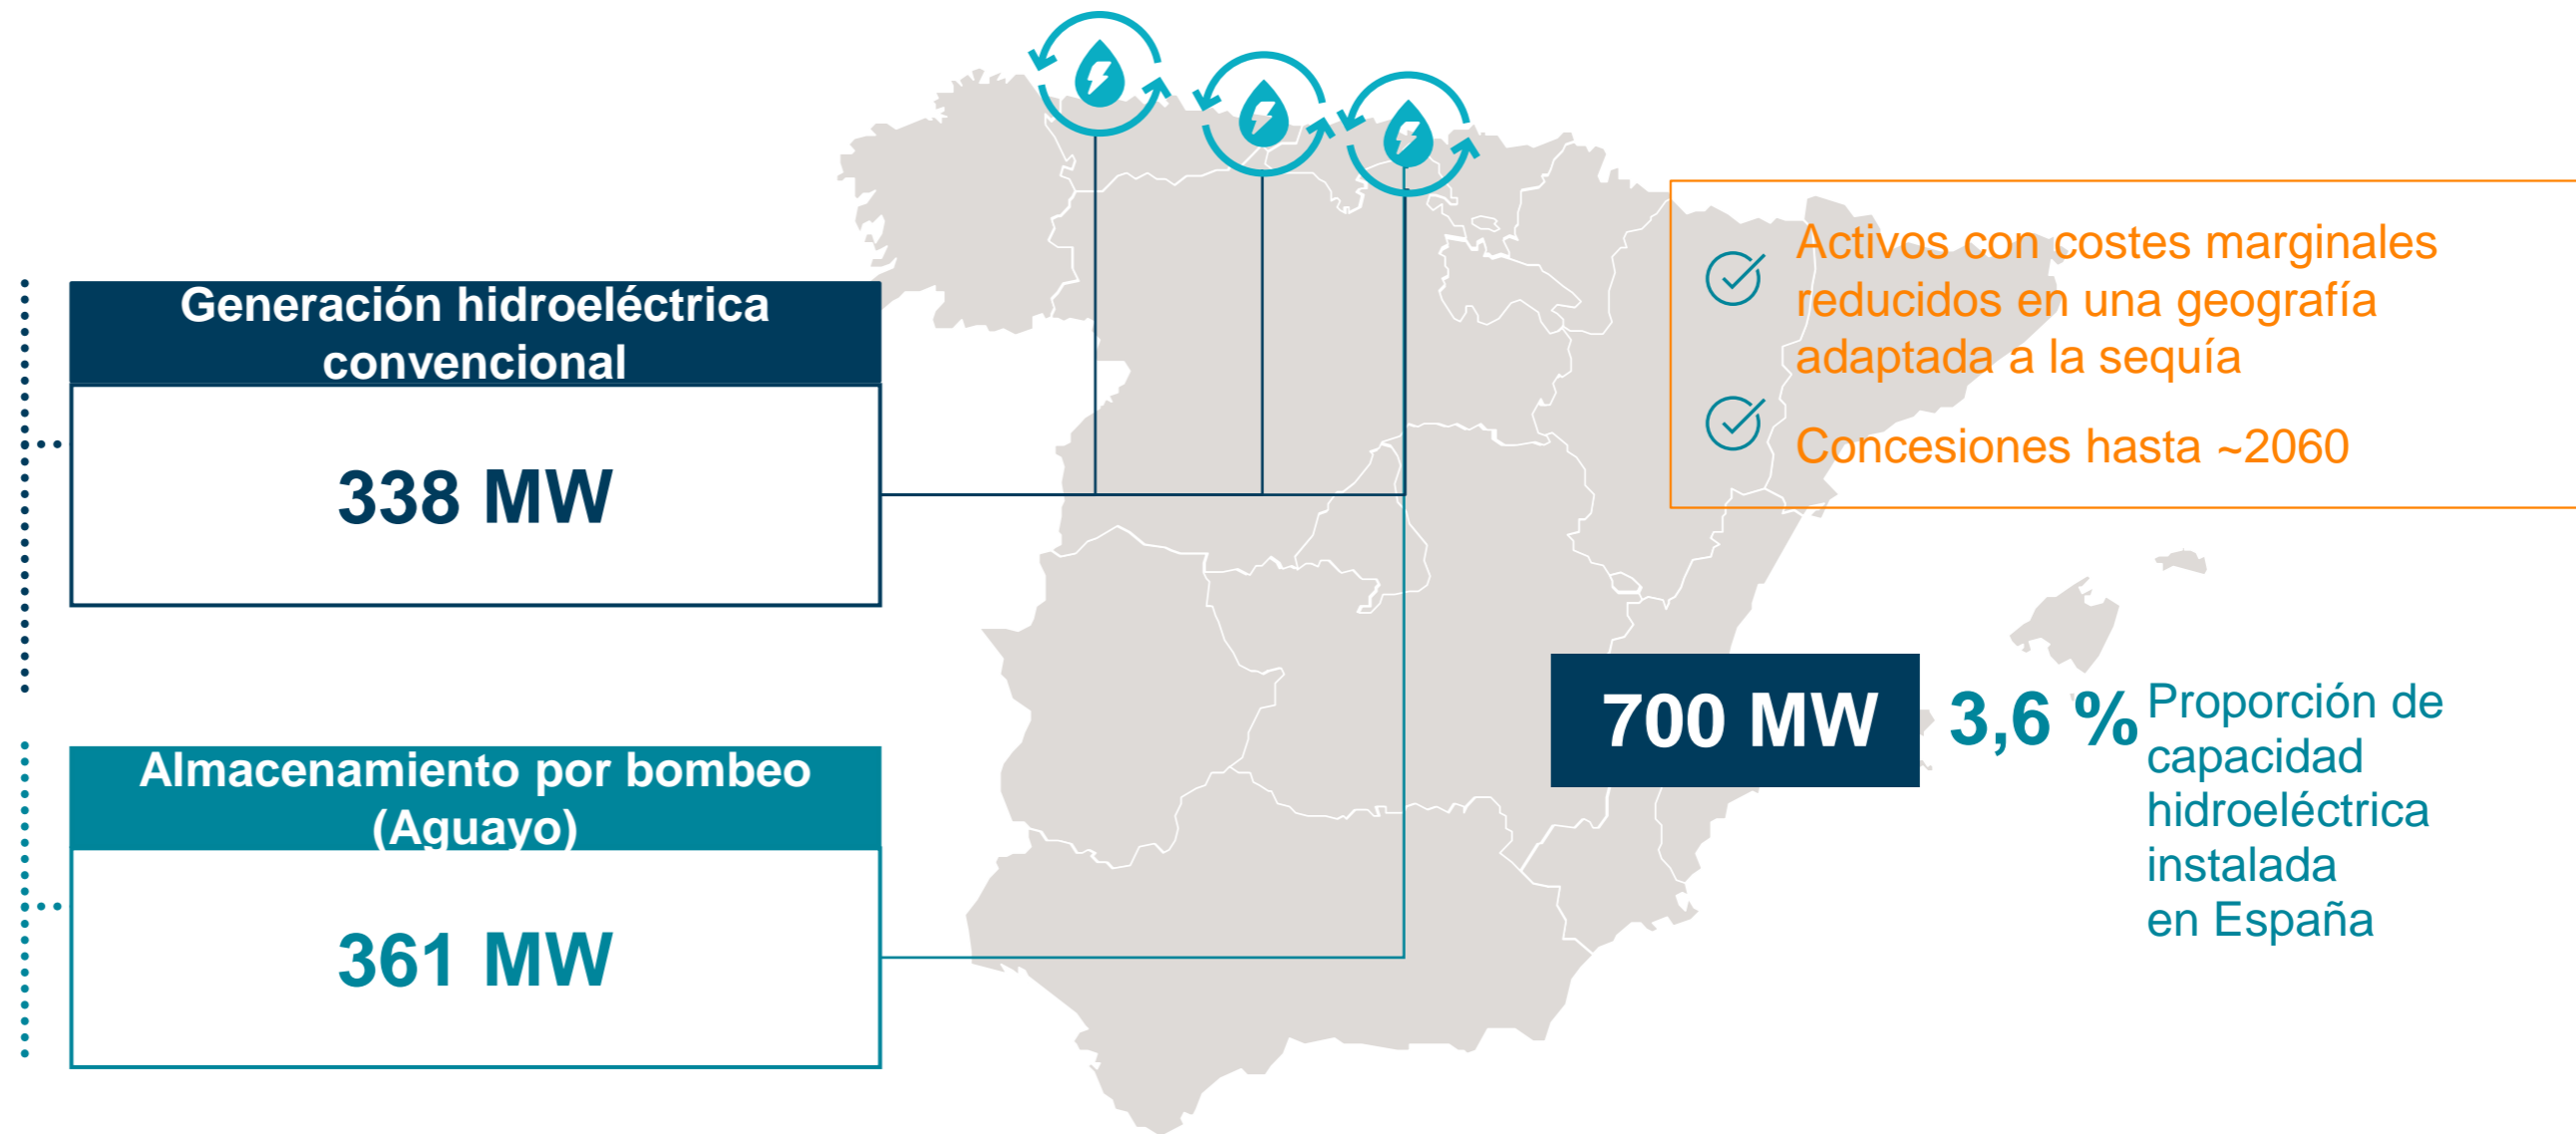 Generación hidroeléctrica
convencional
338 MW
Almacenamiento por bombeo
(Aguayo)
361 MW
Activos con costes marginales
reducidos en una geografía
adaptada a la sequía
Concesiones hasta ~2060
700 MW
3,6 %
Proporción de
capacidad
hidroeléctrica
instalada
en España